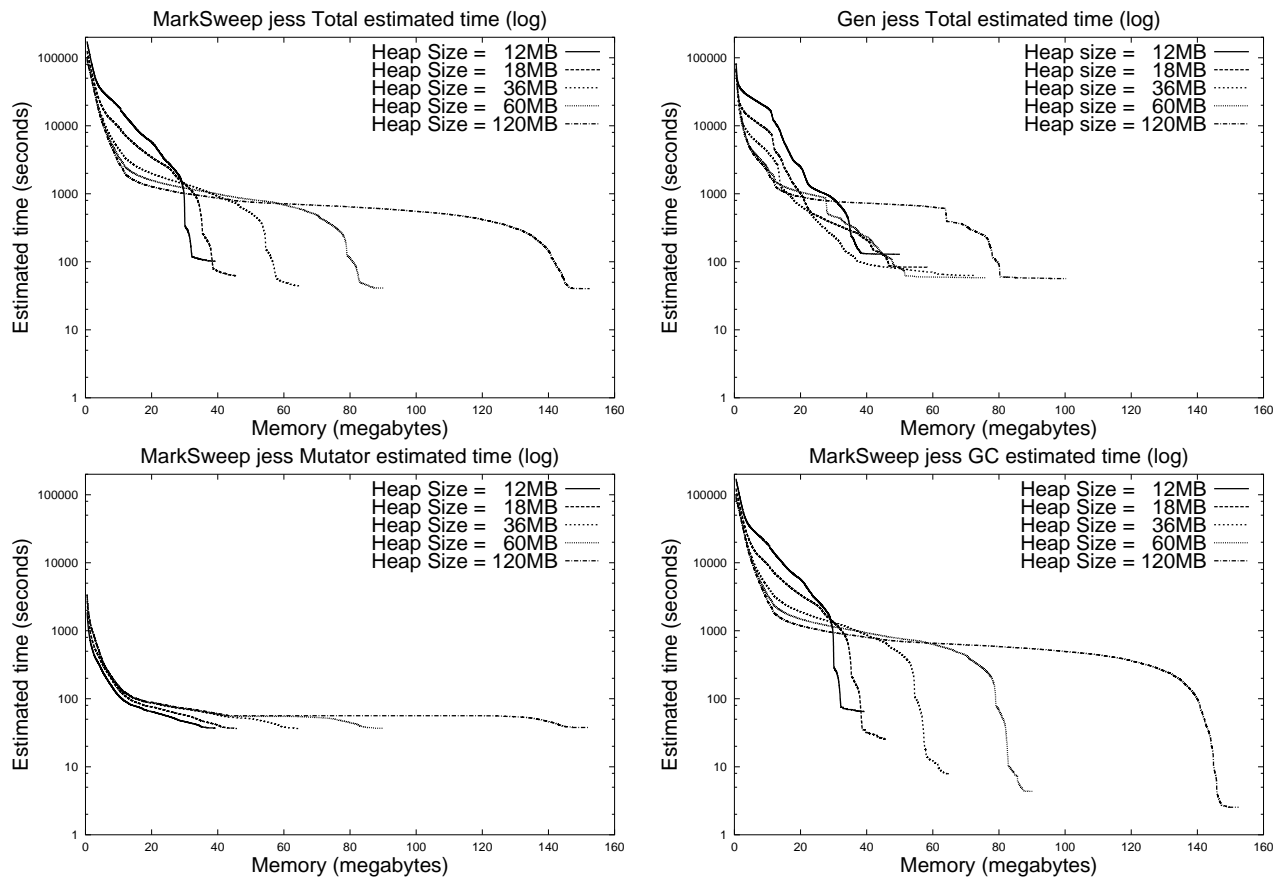 MarkSweep jess Total estimated time (log)
Estimated time (seconds)
100000
10000
1000
100
10
1
Heap Size = 12MB
Heap Size = 18MB
Heap Size = 36MB
Heap Size = 60MB
Heap Size = 120MB
0 20 40 60 80 100 120 140 160
Memory (megabytes)
Gen jess Total estimated time (log)
Estimated time (seconds)
100000
10000
1000
100
10
1
Heap Size = 12MB
Heap size = 18MB
Heap size = 36MB
Heap size = 60MB
Heap size = 120MB
0 20 40 60 80 100 120 140 160
Memory (megabytes)
MarkSweep jess Mutator estimated time (log)
Estimated time (seconds)
100000
10000
1000
100
10
1
Heap Size = 12MB
Heap Size = 18MB
Heap Size = 36MB
Heap Size = 60MB
Heap Size = 120MB
0 20 40 60 80 100 120 140 160
Memory (megabytes)
MarkSweep jess GC estimated time (log)
Estimated time (seconds)
100000
10000
1000
100
10
1
Heap Size = 12MB
Heap Size = 18MB
Heap Size = 36MB
Heap Size = 60MB
Heap Size = 120MB
0 20 40 60 80 100 120 140 160
Memory (megabytes)